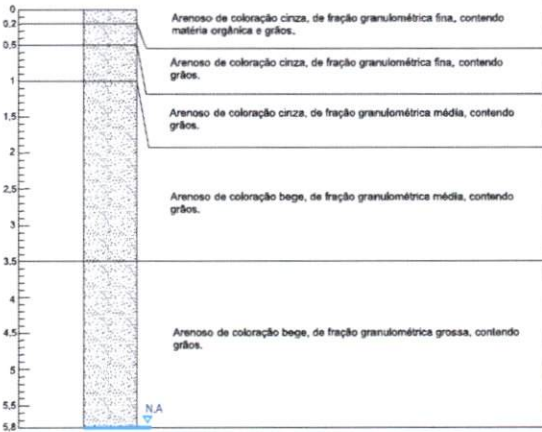 0
0,2
Arenoso de coloração cinza, de fração granulométrica fina, contendo
matéria orgânica e grãos.
0,5
Arenoso de coloração cinza, de fração granulométrica fina, contendo
grãos.
1
Arenoso de coloração cinza, de fração granulométrica média, contendo
grãos.
1,5
2
2,5
Arenoso de coloração bege, de fração granulométrica média, contendo
grãos.
3
3,5
4
4,5
Arenoso de coloração bege, de fração granulométrica grossa, contendo
grãos.
5
5,5
N.A
5,8